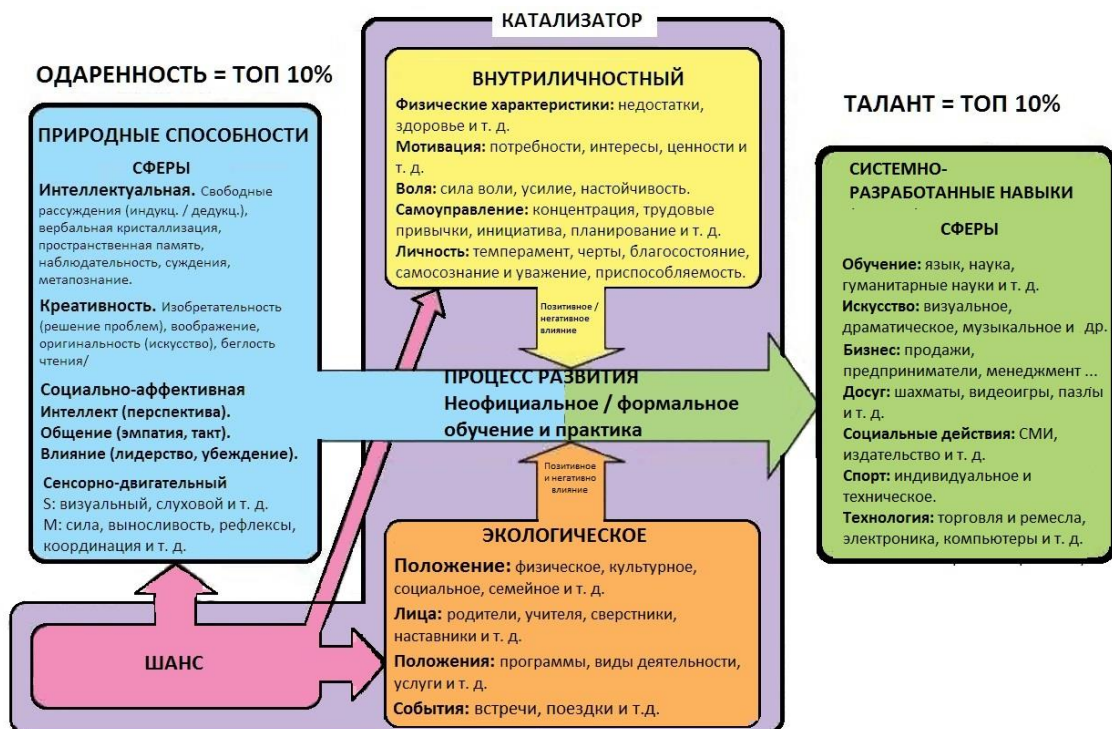 КАТАЛИЗАТОР
ОДАРЕННОСТЬ = ТОП 10%
ПРИРОДНЫЕ СПОСОБНОСТИ
СФЕРЫ
Интеллектуальная. Свободные
рассуждения (индукц. / дедукц.),
вербальная кристаллизация,
пространственная память,
наблюдательность, суждения,
метапознание.
Креативность. Изобретательность
(решение проблем), воображение,
оригинальность (искусство), беглость
чтения/
Социально-аффективная
Интеллект (перспектива).
Общение (эмпатия, такт).
Влияние (лидерство, убеждение).
Сенсорно-двигательный
S: визуальный, слуховой и т. д.
M: сила, выносливость, рефлексы,
координация и т. д.
ВНУТРИЛИЧНОСТНЫЙ
Физические характеристики: недостатки,
здоровье и т. д.
Мотивация: потребности, интересы, ценности и
т. д.
Воля: сила воли, усилие, настойчивость.
Самоуправление: концентрация, трудовые
привычки, инициатива, планирование и т. д.
Личность: темперамент, черты, благосостояние,
самосознание и уважение, приспособляемость.
Позитивное /
негативное
влияние
ПРОЦЕСС РАЗВИТИЯ
Неофициальное / формальное
обучение и практика
Позитивное
и негативно
влияние
ЭКОЛОГИЧЕСКОЕ
Положение: физическое, культурное,
социальное, семейное и т. д.
Лица: родители, учителя, сверстники,
наставники и т. д.
Положения: программы, виды деятельности,
услуги и т. д.
События: встречи, поездки и т.д.
ШАНС
ТАЛАНТ = ТОП 10%
СИСТЕМНО-
РАЗРАБОТАННЫЕ НАВЫКИ
СФЕРЫ
Обучение: язык, наука,
гуманитарные науки и т. д.
Искусство: визуальное,
драматическое, музыкальное и др.
Бизнес: продажи,
предприниматели, менеджмент ...
Досуг: шахматы, видеоигры, пазлы
и т. д.
Социальные действия: СМИ,
издательство и т. д.
Спорт: индивидуальное и
техническое.
Технология: торговля и ремесла,
электроника, компьютеры и т. д.